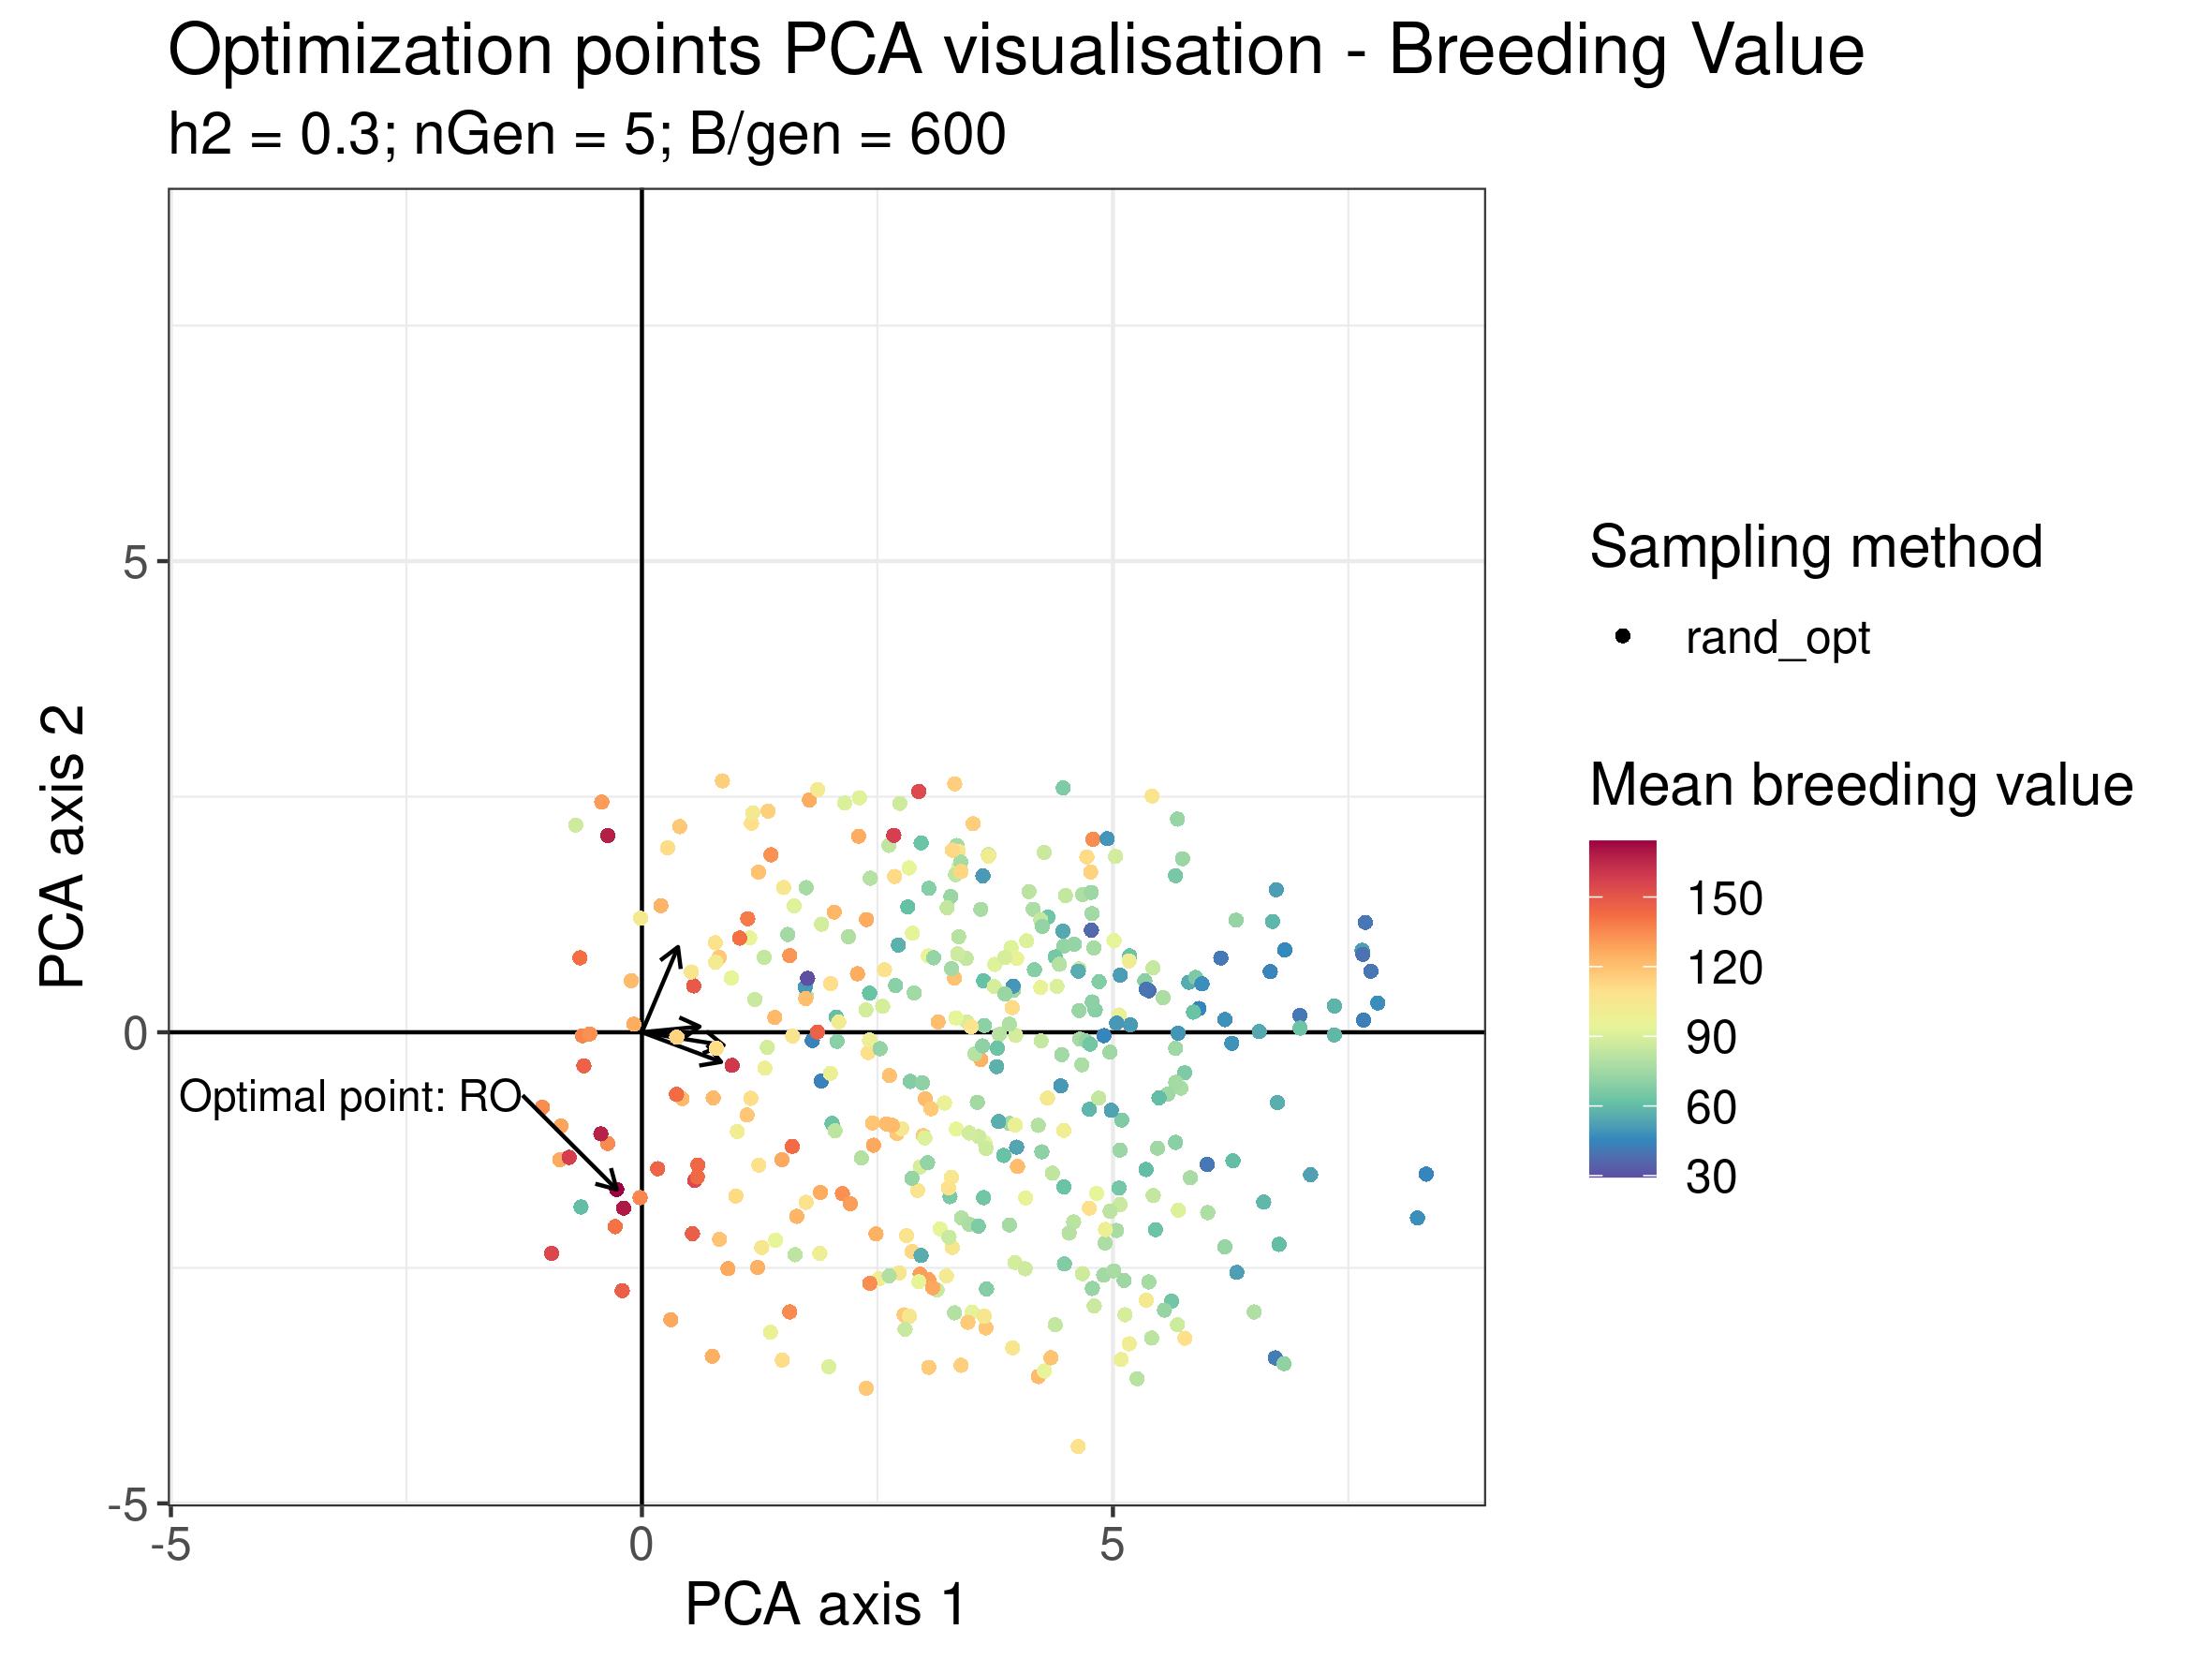 Optimization points PCA visualisation - Breeding Value
h2 = 0.3; nGen = 5; B/gen = 600
PCA axis 2
5
0
-5
Optimal point: RO
-5
0
5
PCA axis 1
Sampling method
rand_opt
Mean breeding value
150
120
90
60
30